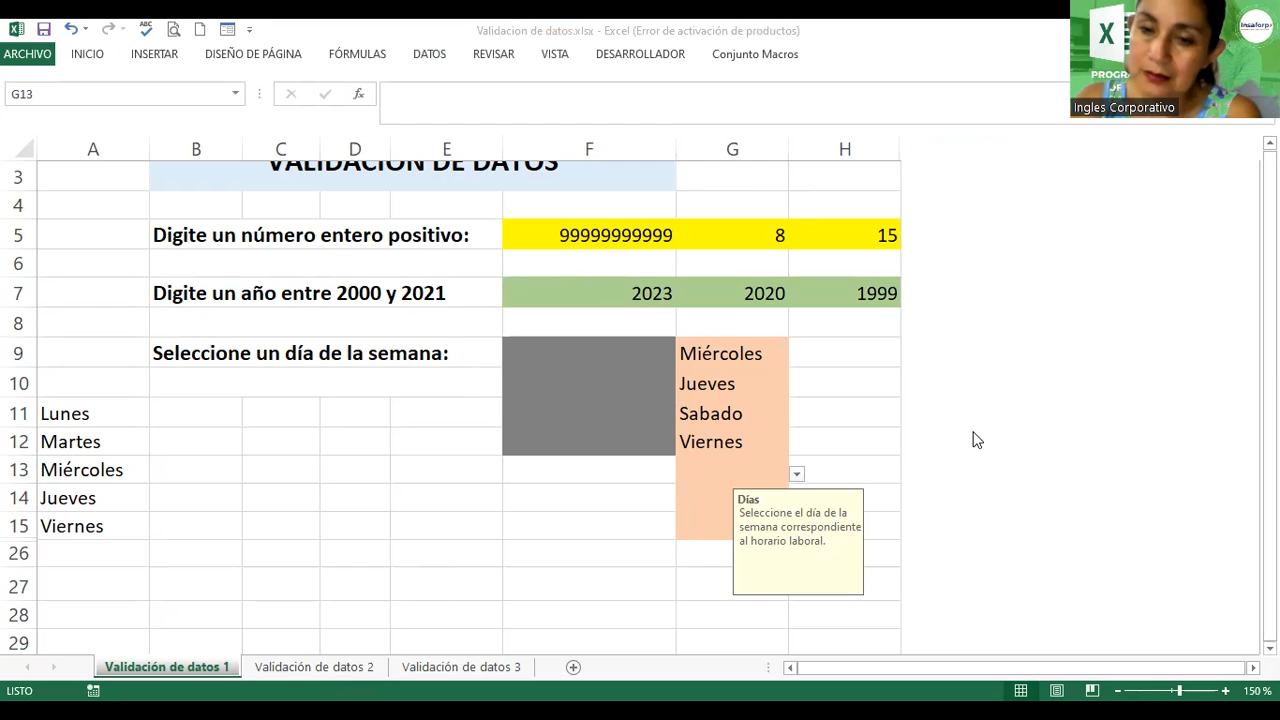 Validacion de datos.xlsx - Excel (Error de activación de productos)
ARCHIVO INICIO INSERTAR DISEÑO DE PÁGINA FÓRMULAS DATOS REVISAR VISTA DESARROLLADOR Conjunto Macros
X
PROGR
DE
Insaforp
Ingles Corporativo
G13
fx
A B C D E F G H
3 VALIDACIÓN DE DATOS
4
5 Digite un número entero positivo: 99999999999 8 15
6
7 Digite un año entre 2000 y 2021 2023 2020 1999
8
9 Seleccione un día de la semana: Miércoles
10 Jueves
11 Lunes Sabado
12 Martes Viernes
13 Miércoles
14 Jueves
15 Viernes
Días
Seleccione el día de la
semana correspondiente
al horario laboral.
26
27
28
29
Validación de datos 1 Validación de datos 2 Validación de datos 3
LISTO 150 %